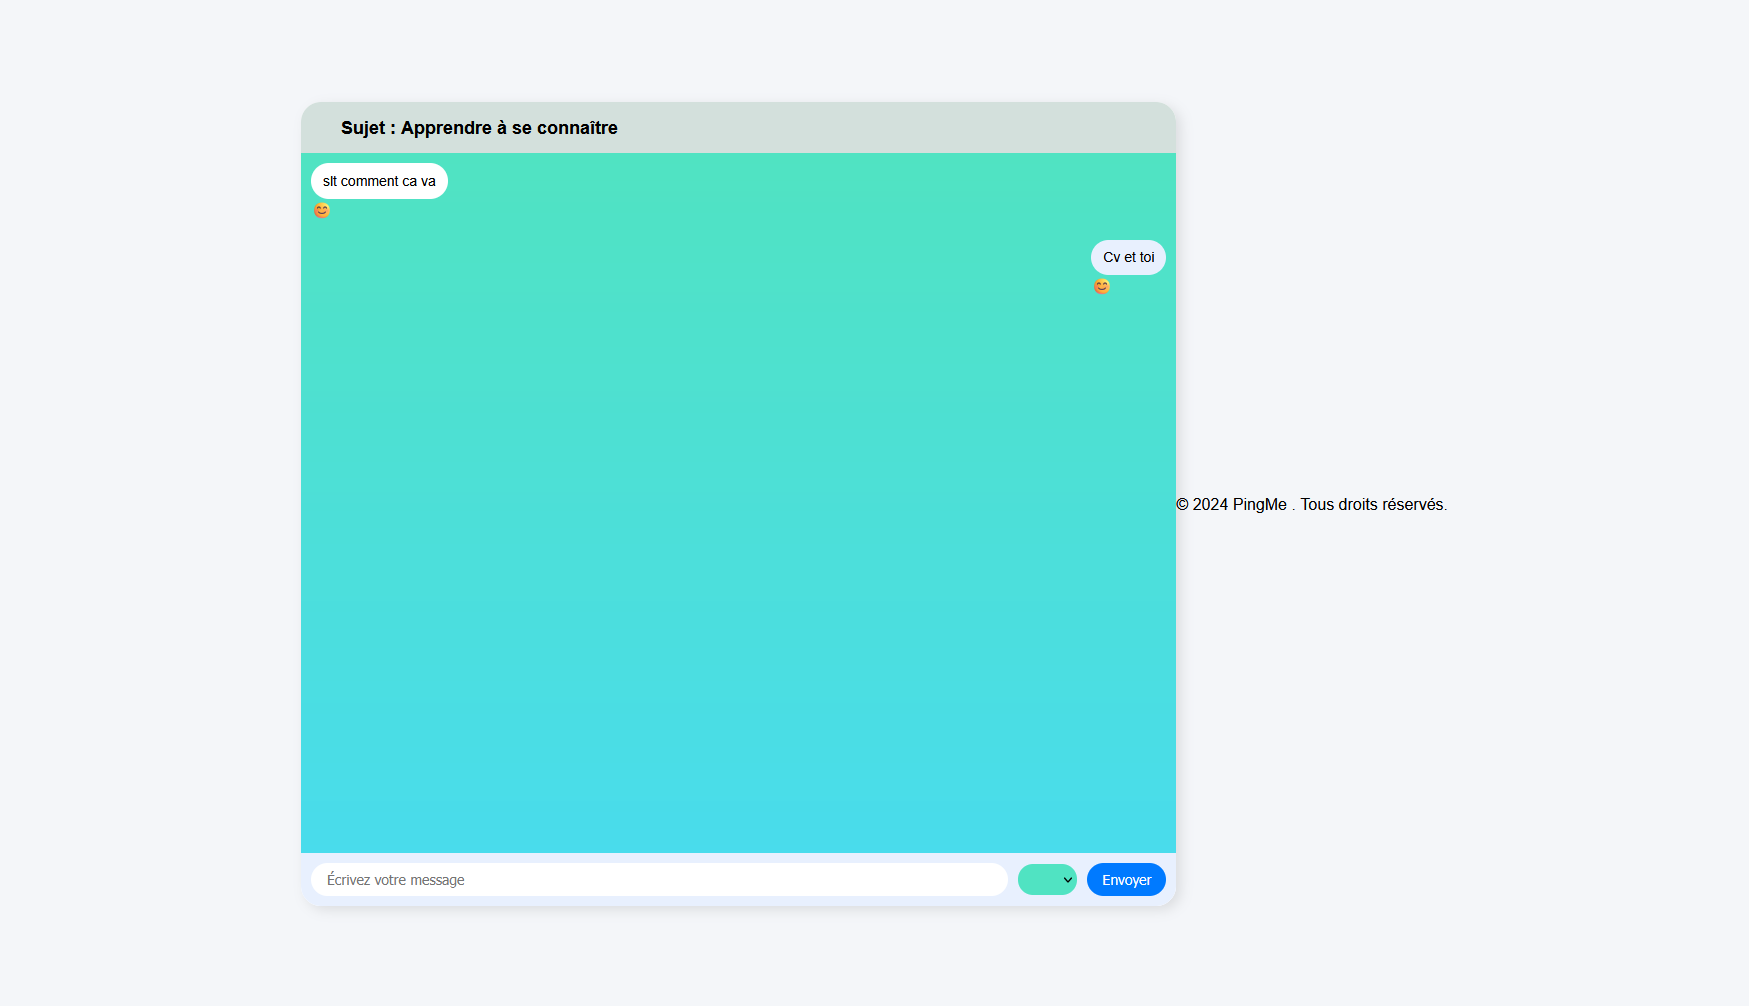 Sujet : Apprendre à se connaître
slt comment ca va
😊
Cv et toi
😊
© 2024 PingMe . Tous droits réservés.
Écrivez votre message
Envoyer